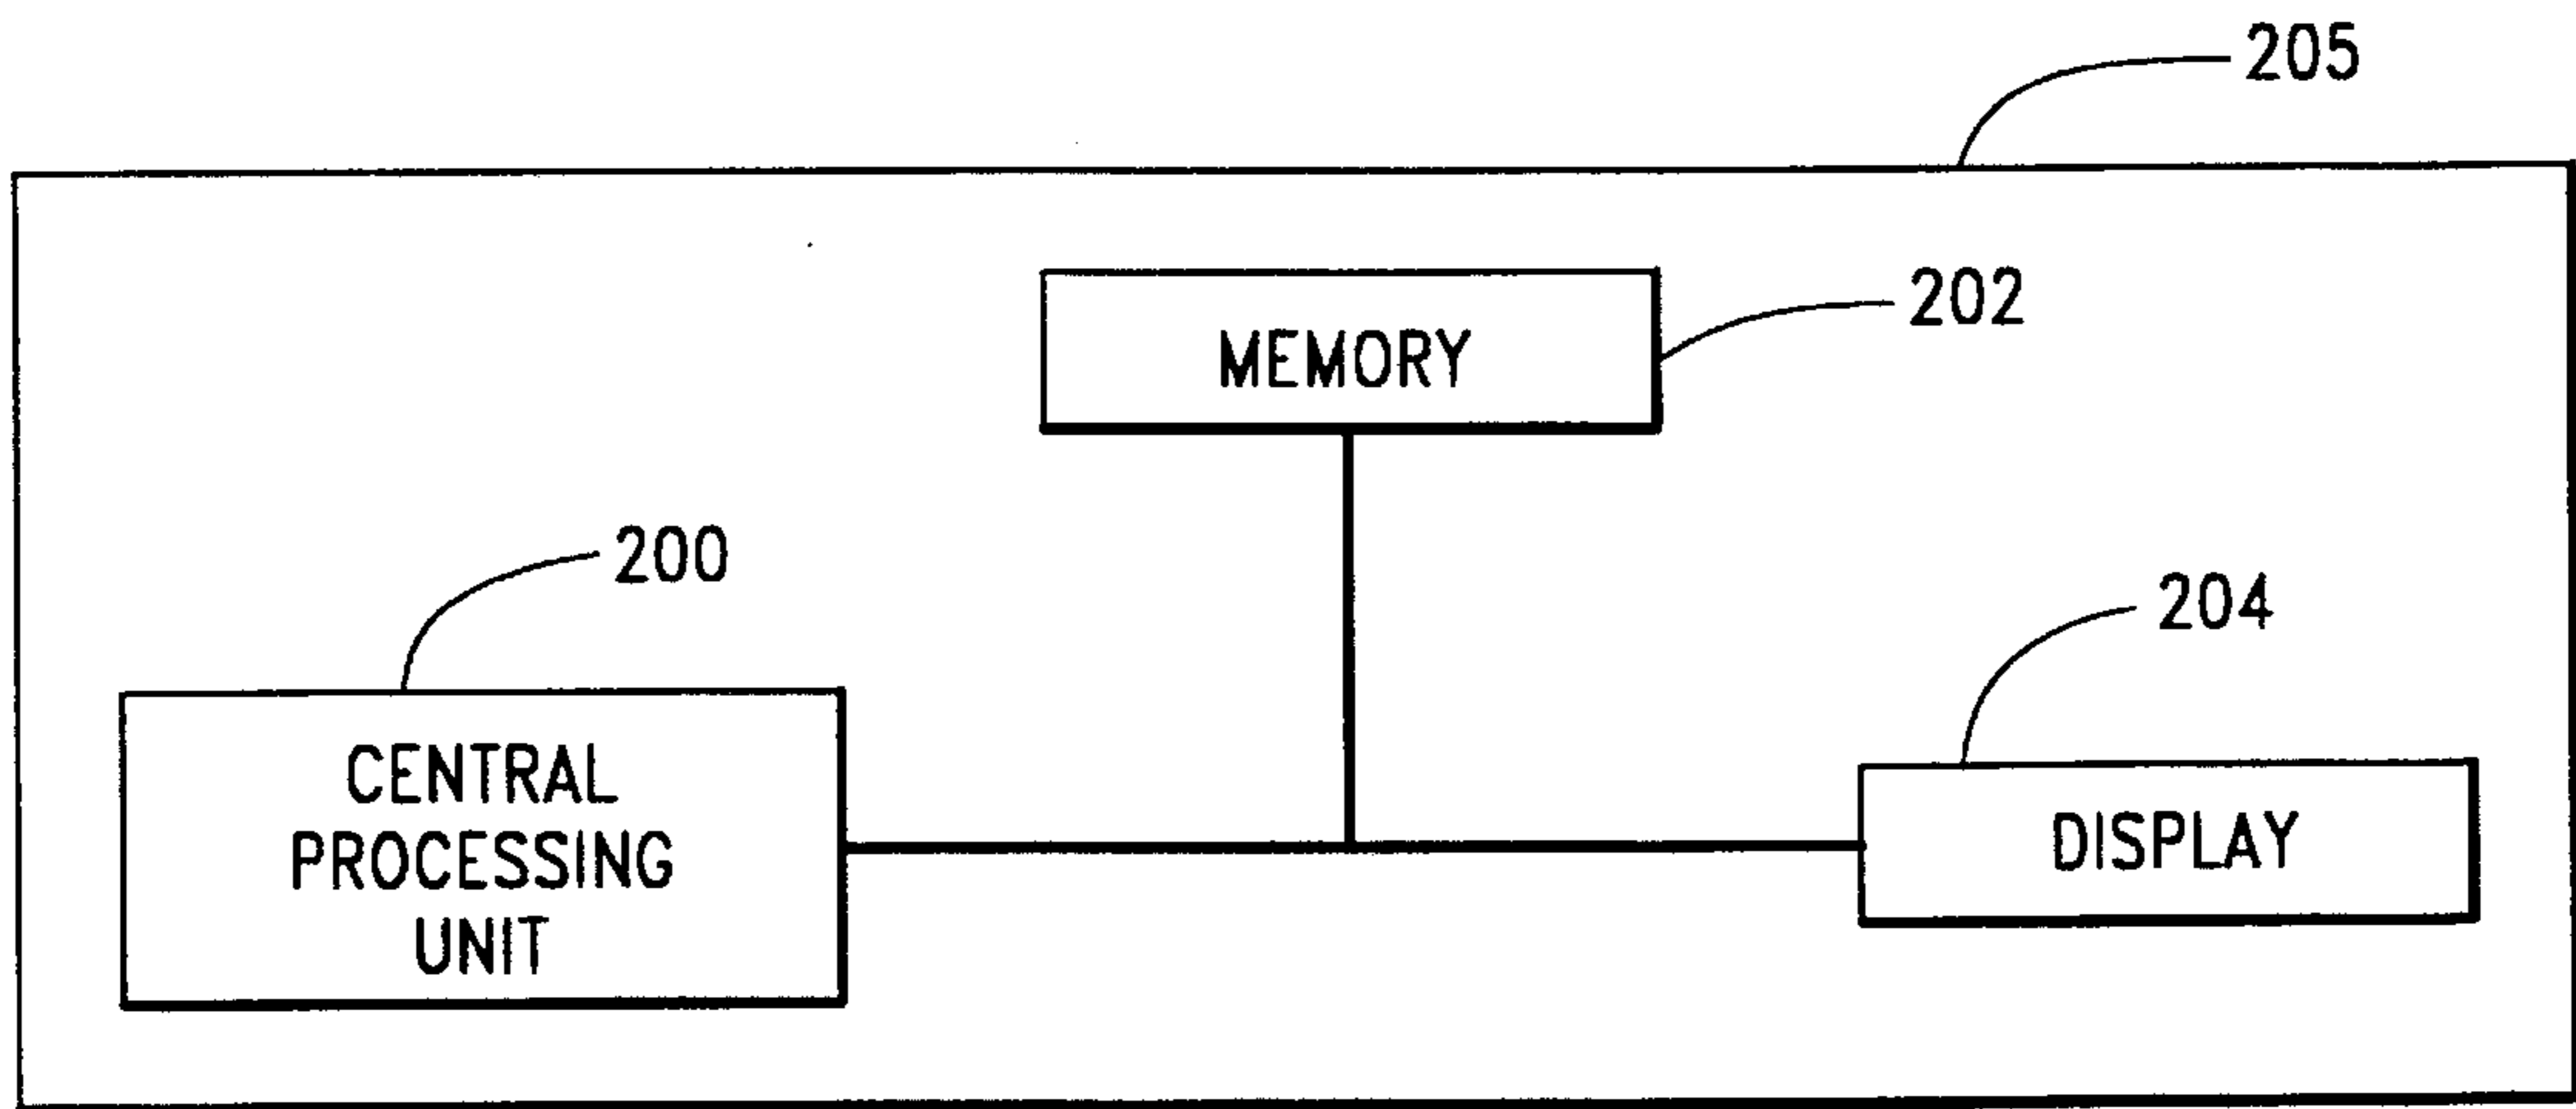 205
MEMORY
202
200
204
CENTRAL
PROCESSING
UNIT
DISPLAY